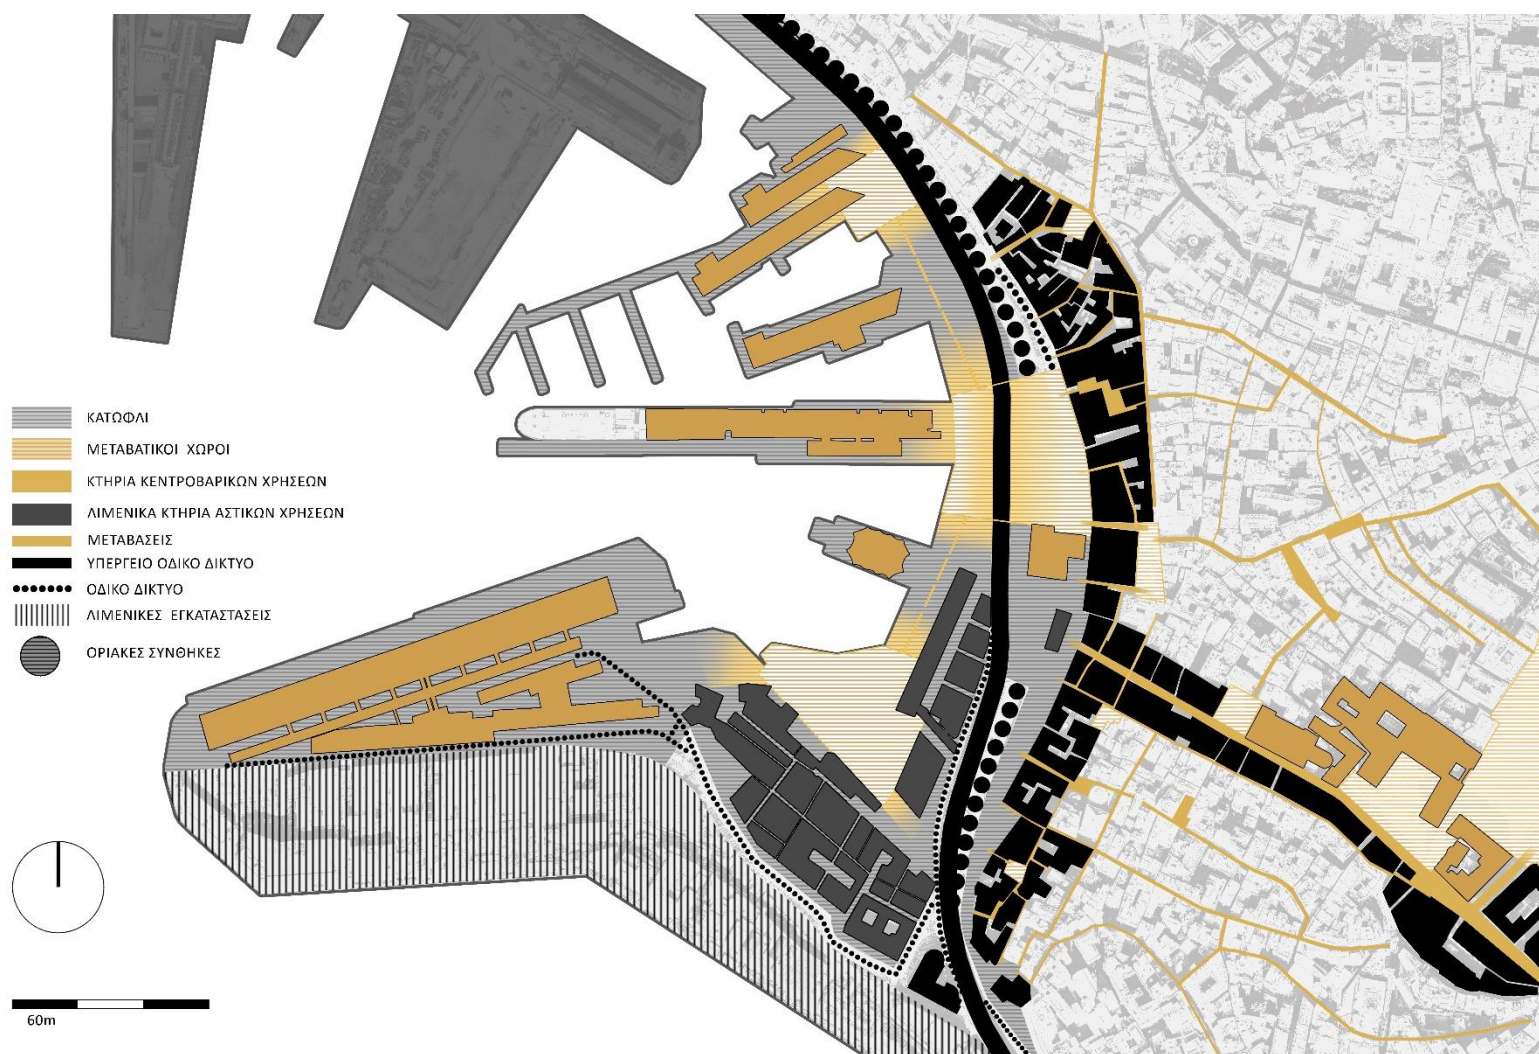 ΚΑΤΩΦΛΙ
ΜΕΤΑΒΑΤΙΚΟΙ ΧΩΡΟΙ
ΚΤΗΡΙΑ ΚΕΝΤΡΟΒΑΡΙΚΩΝ ΧΡΗΣΕΩΝ
ΛΙΜΕΝΙΚΑ ΚΤΗΡΙΑ ΑΣΤΙΚΩΝ ΧΡΗΣΕΩΝ
ΜΕΤΑΒΑΣΕΙΣ
ΥΠΕΡΓΕΙΟ ΟΔΙΚΟ ΔΙΚΤΥΟ
ΟΔΙΚΟ ΔΙΚΤΥΟ
ΛΙΜΕΝΙΚΕΣ ΕΓΚΑΤΑΣΤΑΣΕΙΣ
ΟΡΙΑΚΕΣ ΣΥΝΘΗΚΕΣ
60m